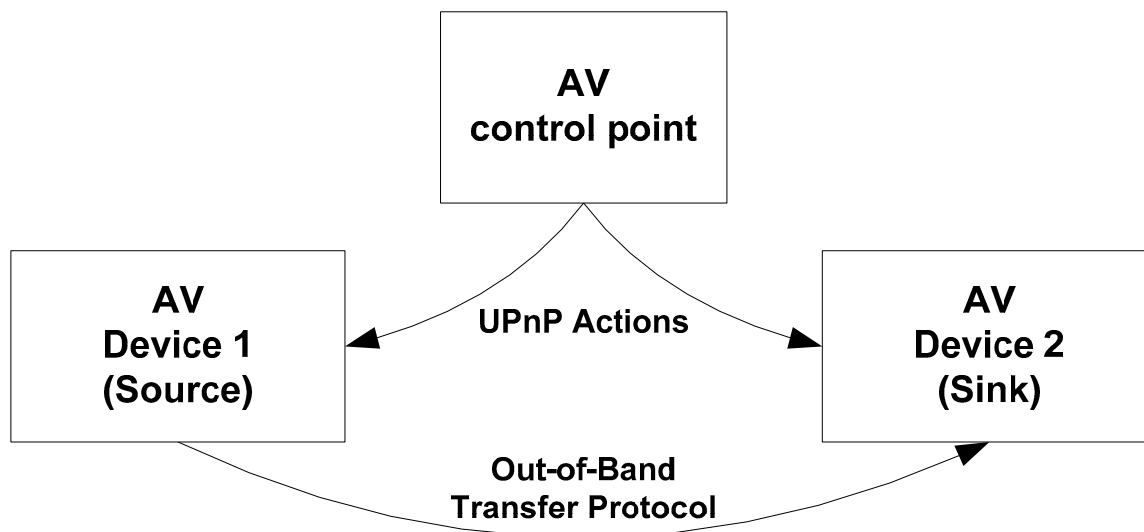 AV
control point
AV
Device 1
(Source)
UPnP Actions
AV
Device 2
(Sink)
Out-of-Band
Transfer Protocol